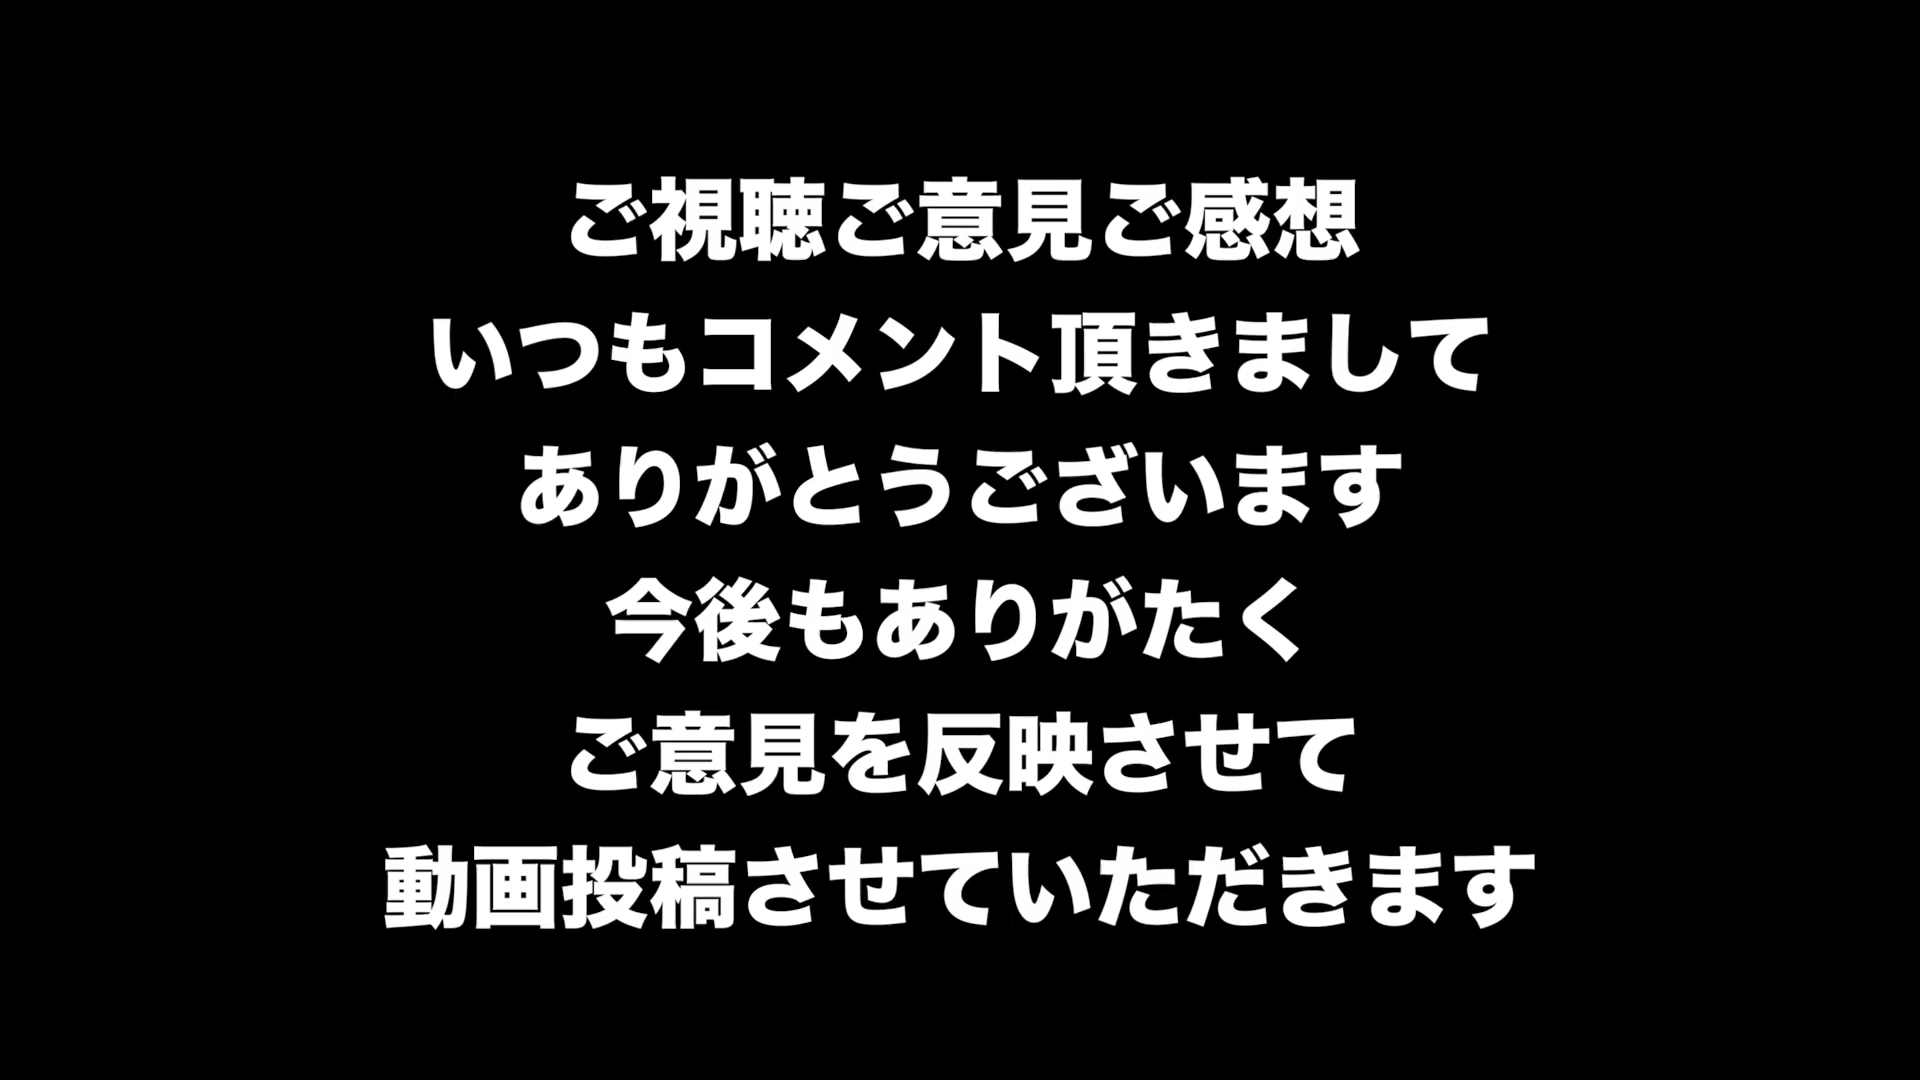 ご視聴ご意見ご感想
いつもコメント頂きまして
ありがとうございます
今後もありがたく
ご意見を反映させて
動画投稿させていただきます